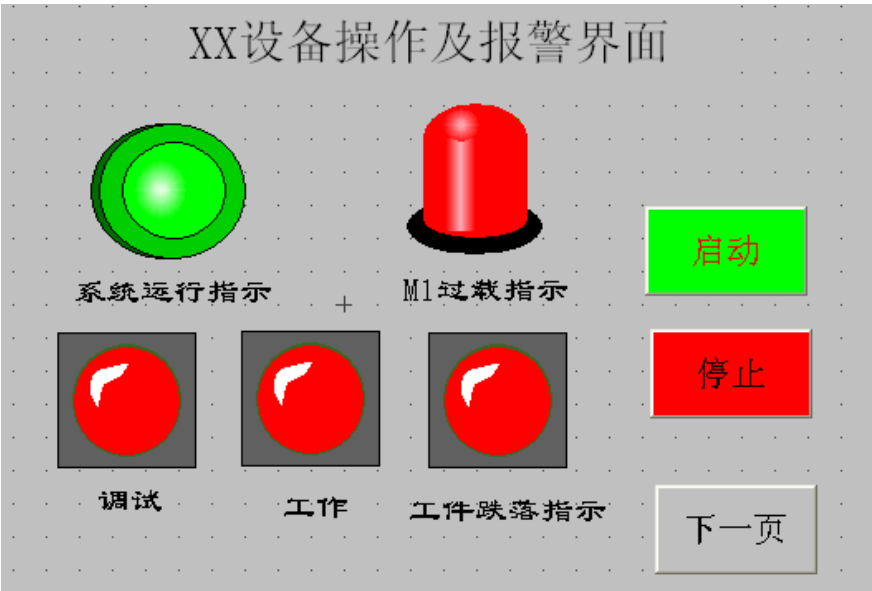 XX设备操作及报警界面
系统运行指示
M1过载指示
启动
停止
调试
工作
工件跌落指示
下一页